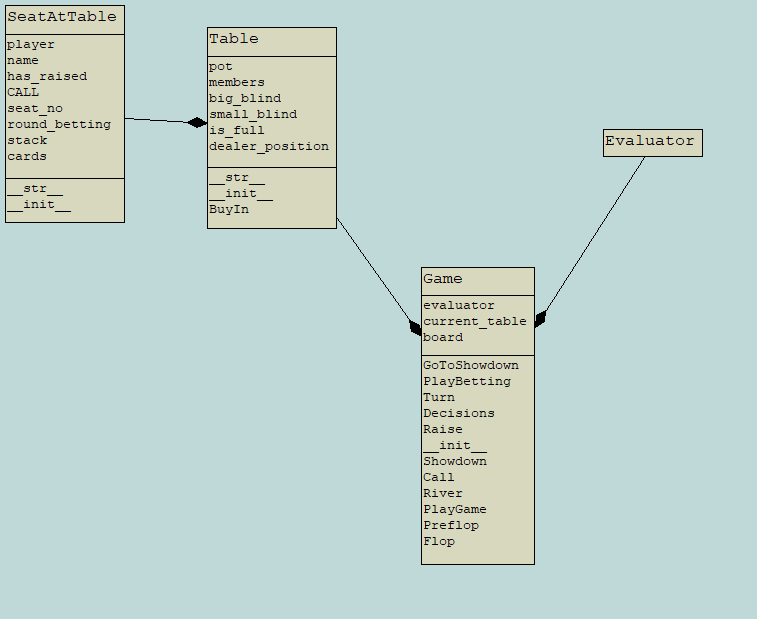 SeatAtTable
player
name
has_raised
CALL
seat_no
round_betting
stack
cards
__str__
__init__
Table
pot
members
big_blind
small_blind
is_full
dealer_position
__str__
__init__
BuyIn
Evaluator
Game
evaluator
current_table
board
GoToShowdown
PlayBetting
Turn
Decisions
Raise
__init__
Showdown
Call
River
PlayGame
Preflop
Flop